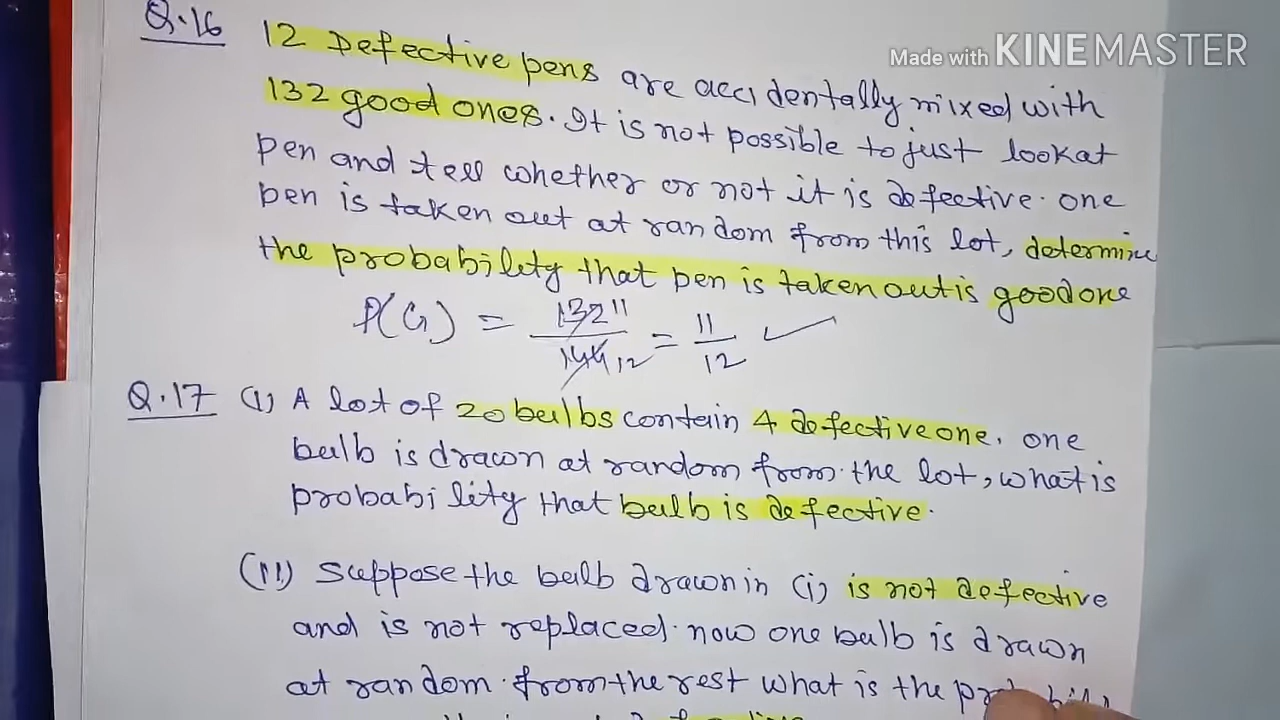 Made with KINEMASTER
Q.16 12 Defective pens are accidentally mixed with
132 good ones. It is not possible to just look at
pen and tell whether or not it is defective. one
pen is taken out at random from this lot, determine
the probability that pen is taken out is good one
P(G) = 132 11 / 144 12 = 11/12 ✓
Q.17 (i) A lot of 20 bulbs contain 4 defective one. one
bulb is drawn at random from the lot, what is
probability that bulb is defective.
(ii) Suppose the bulb drawn in (i) is not defective
and is not replaced. now one bulb is drawn
at random from the rest what is the